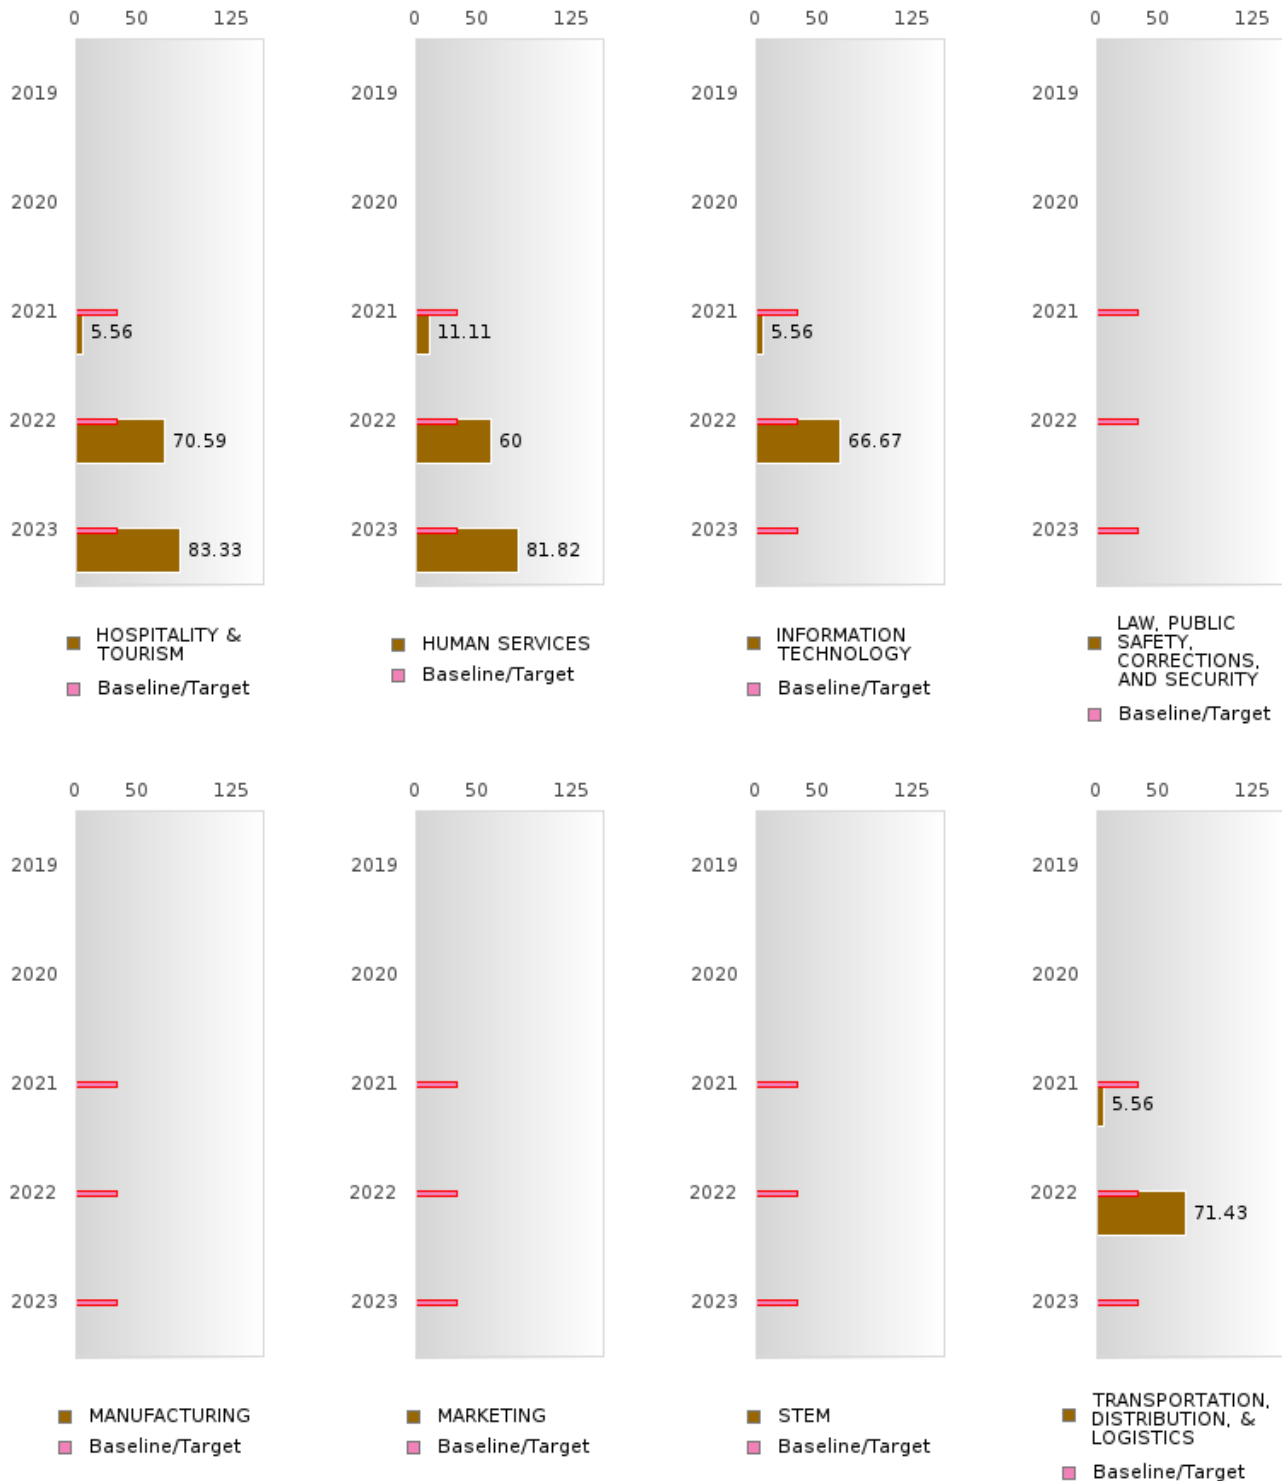 0 50 125
0 50 125
0 50 125
0 50 125
2019
2019
2019
2019
2020
2020
2020
2020
2021
5.56
2021
11.11
2021
5.56
2021
2022
70.59
2022
60
2022
66.67
2022
2023
83.33
2023
81.82
2023
2023
HOSPITALITY &
TOURISM
Baseline/Target
HUMAN SERVICES
Baseline/Target
INFORMATION
TECHNOLOGY
Baseline/Target
LAW, PUBLIC
SAFETY,
CORRECTIONS,
AND SECURITY
Baseline/Target
0 50 125
0 50 125
0 50 125
0 50 125
2019
2019
2019
2019
2020
2020
2020
2020
2021
2021
2021
2021
5.56
2022
2022
2022
2022
71.43
2023
2023
2023
2023
MANUFACTURING
Baseline/Target
MARKETING
Baseline/Target
STEM
Baseline/Target
TRANSPORTATION,
DISTRIBUTION, &
LOGISTICS
Baseline/Target